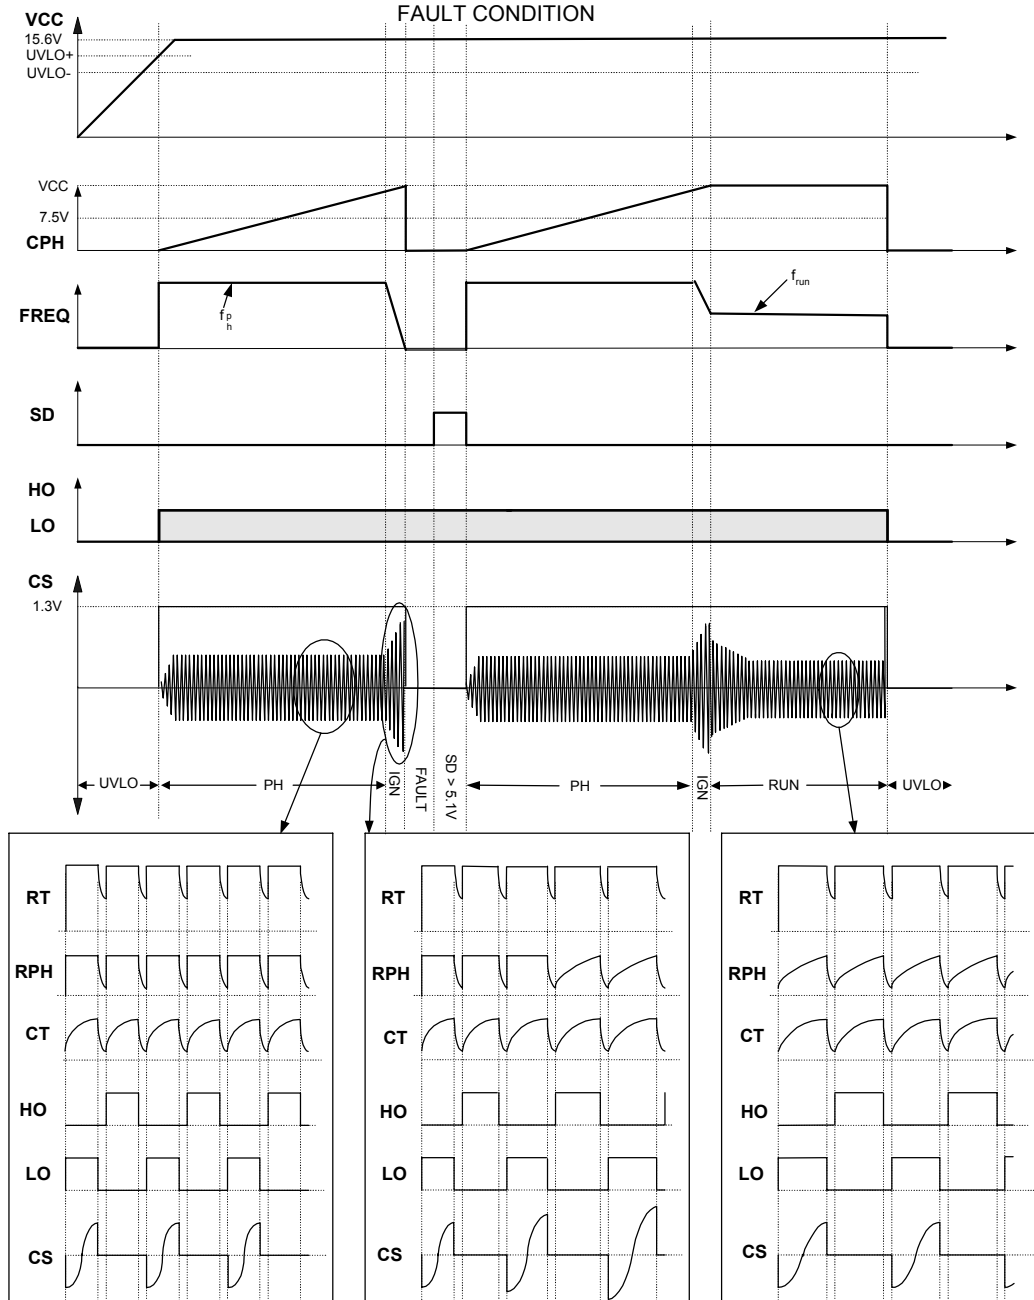 FAULT CONDITION
VCC
15.6V
UVLO+
UVLO-
VCC
7.5V
CPH
FREQ
fph
frun
SD
HO
LO
CS
1.3V
UVLO
PH
IGN
FAULT
SD > 5.1V
PH
IGN
RUN
UVLO
RT
RPH
CT
HO
LO
CS
RT
RPH
CT
HO
LO
CS
RT
RPH
CT
HO
LO
CS